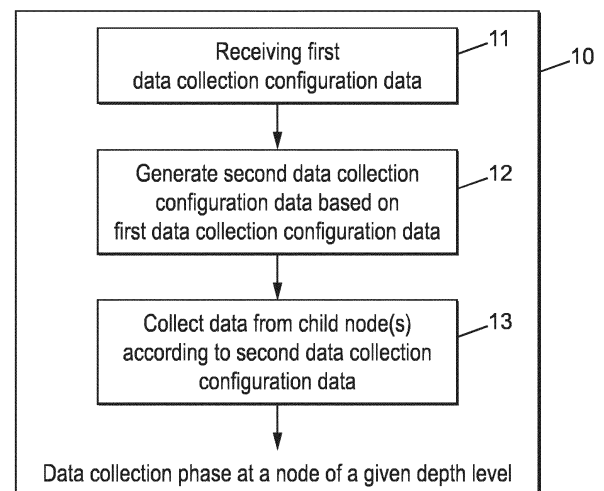 Receiving first
data collection configuration data
11
10
Generate second data collection
configuration data based on
first data collection configuration data
12
Collect data from child node(s)
according to second data collection
configuration data
13
Data collection phase at a node of a given depth level